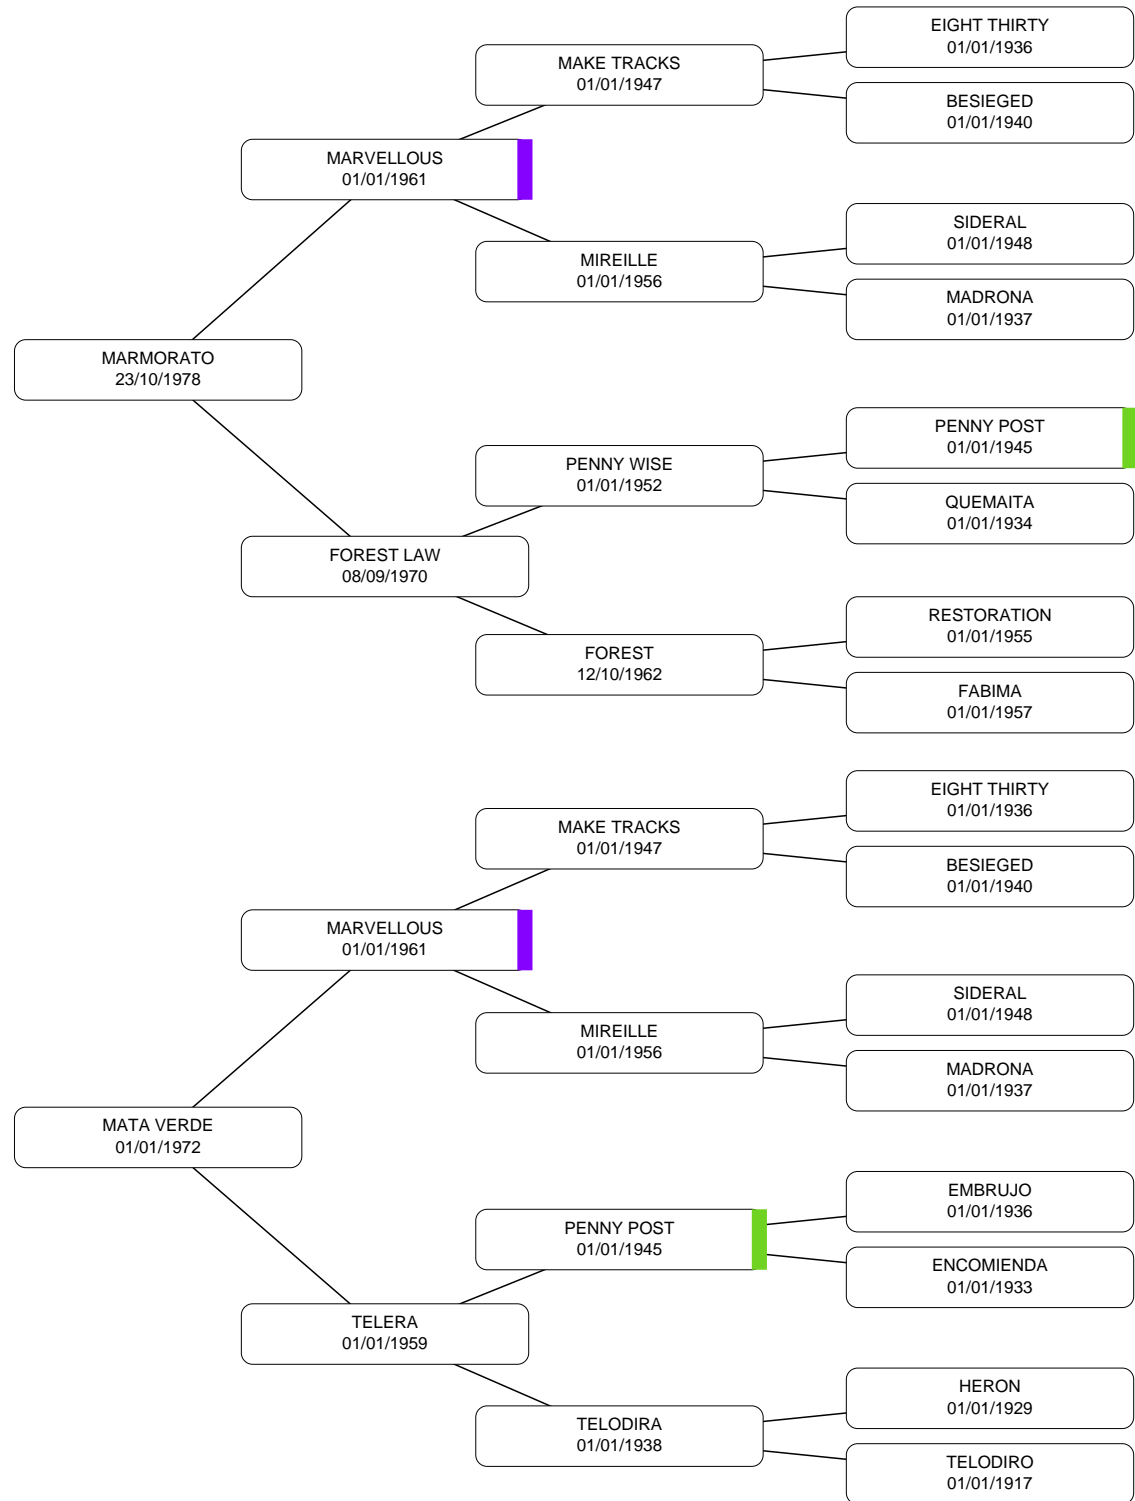 EIGHT THIRTY
01/01/1936
MAKE TRACKS
01/01/1947
BESIEGED
01/01/1940
MARVELLOUS
01/01/1961
SIDERAL
01/01/1948
MIREILLE
01/01/1956
MADRONA
01/01/1937
MARMORATO
23/10/1978
PENNY POST
01/01/1945
PENNY WISE
01/01/1952
QUEMAITA
01/01/1934
FOREST LAW
08/09/1970
RESTORATION
01/01/1955
FOREST
12/10/1962
FABIMA
01/01/1957
EIGHT THIRTY
01/01/1936
MAKE TRACKS
01/01/1947
BESIEGED
01/01/1940
MARVELLOUS
01/01/1961
SIDERAL
01/01/1948
MIREILLE
01/01/1956
MADRONA
01/01/1937
MATA VERDE
01/01/1972
EMBRUJO
01/01/1936
PENNY POST
01/01/1945
ENCOMIENDA
01/01/1933
TELERA
01/01/1959
HERON
01/01/1929
TELODIRA
01/01/1938
TELODIRO
01/01/1917